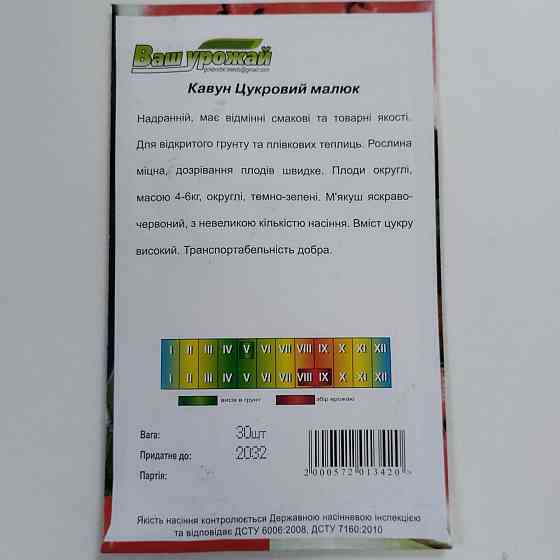 Ваш урожай
Кавун Цукровий малюк
Надранній, має відмінні смакові та товарні якості.
Для відкритого грунту та плівкових теплиць. Рослина
міцна, дозрівання плодів швидке. Плоди округлі,
масою 4-6кг, округлі, темно-зелені. М'якуш яскраво-
червоний, з невеликою кількістю насіння. Вміст цукру
високий. Транспортабельність добра.
I II III IV V VI VII VIII IX X XI XII
I II III IV V VI VII VIII IX X XI XII
висів в грунт збір врожаю
Вага: 30шт
Придатне до: 2032
Партія:
2000572013420
Якість насіння контролюється Державною насінневою інспекцією
та відповідає ДСТУ 6006:2008, ДСТУ 7160:2010